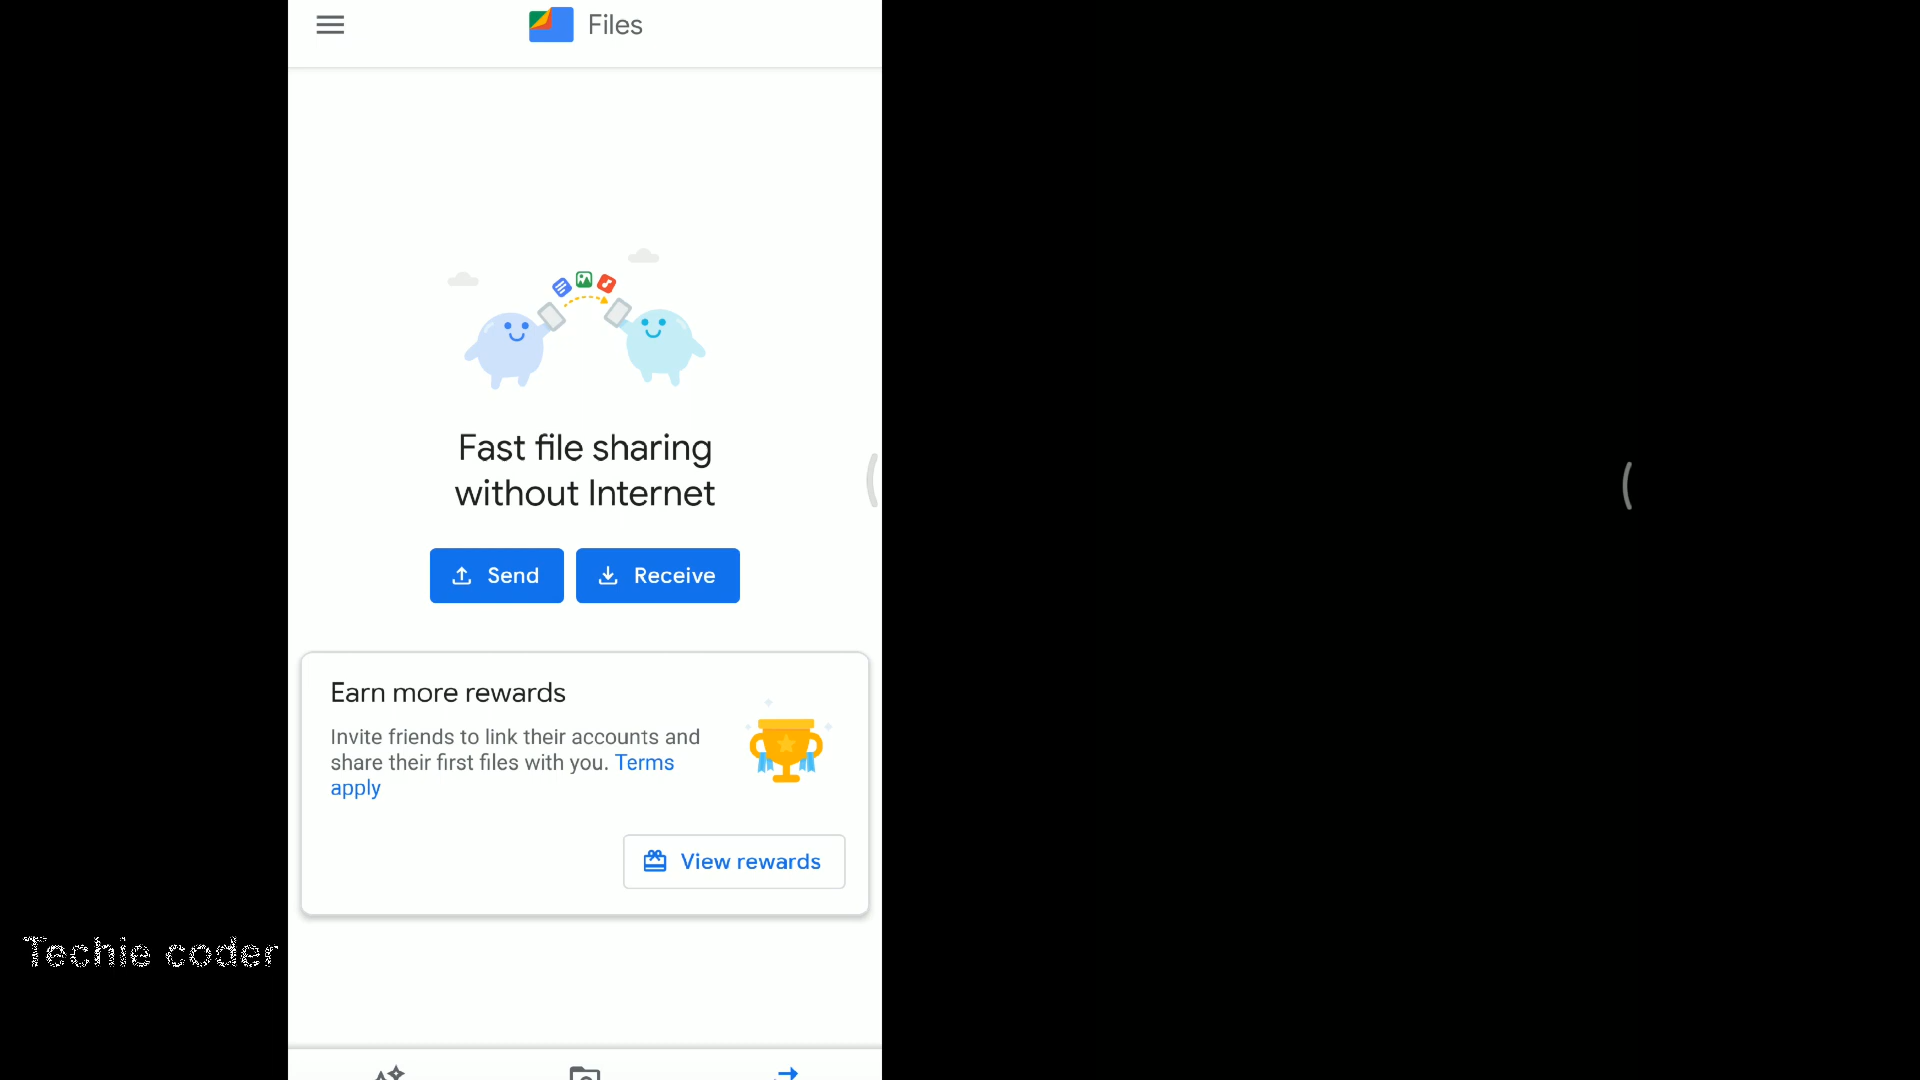 Files
Fast file sharing
without Internet
Send
Receive
Earn more rewards
Invite friends to link their accounts and
share their first files with you. Terms
apply
View rewards
Techie coder